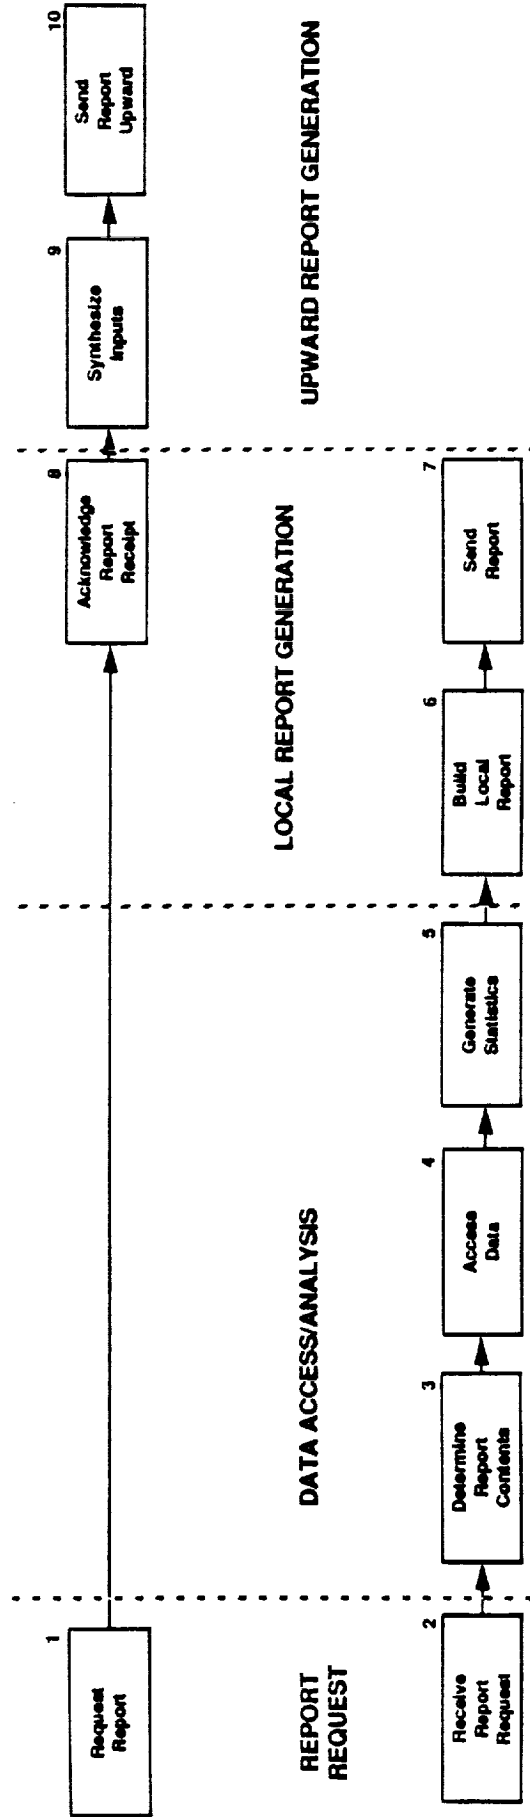 1
Request
Report
REPORT
REQUEST
2
Receive
Report
Request
DATA ACCESS/ANALYSIS
3
Determine
Report
Contents
4
Access
Data
5
Generate
Statistics
LOCAL REPORT GENERATION
6
Build
Local
Report
7
Send
Report
8
Acknowledge
Report
Receipt
UPWARD REPORT GENERATION
9
Synthesize
Inputs
10
Send
Report
Upward